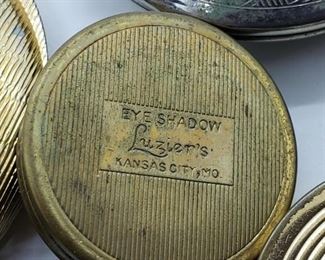 EYE SHADOW
Luzier's
KANSAS CITY, MO.